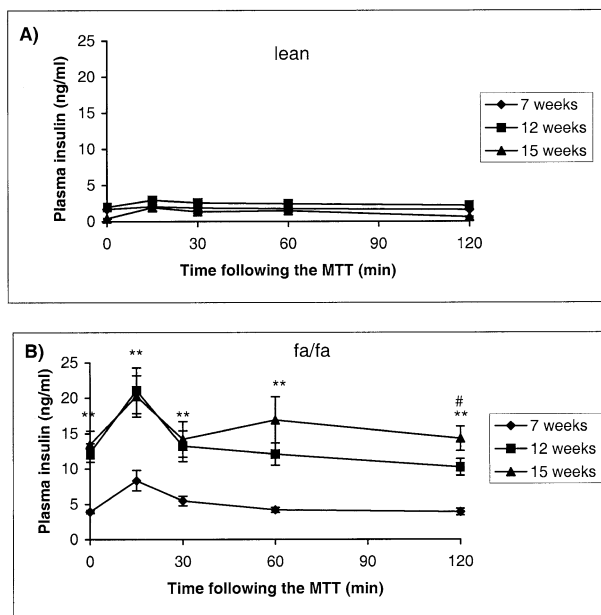 A)
lean
Plasma insulin (ng/ml)
25
20
15
10
5
0
0 30 60 90 120
Time following the MTT (min)
7 weeks
12 weeks
15 weeks
B)
fa/fa
Plasma insulin (ng/ml)
25
20
15
10
5
0
** ** ** ** #
**
0 30 60 90 120
Time following the MTT (min)
7 weeks
12 weeks
15 weeks